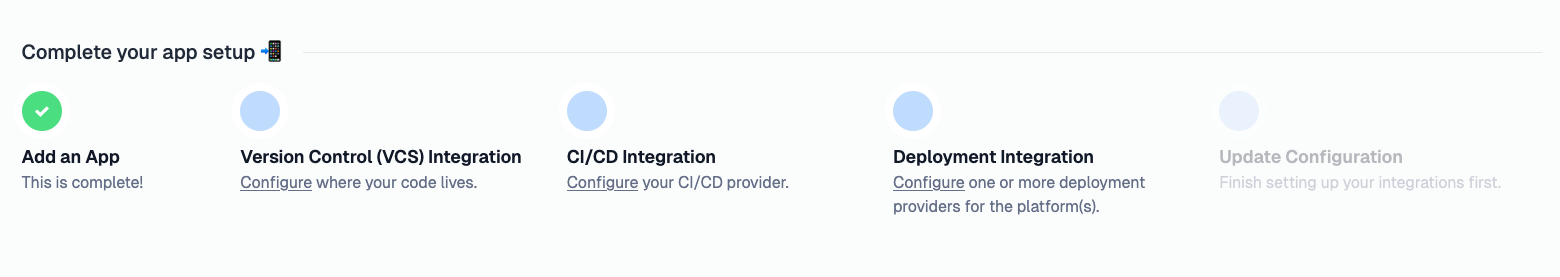 Complete your app setup 📲
Add an App
This is complete!
Version Control (VCS) Integration
Configure where your code lives.
CI/CD Integration
Configure your CI/CD provider.
Deployment Integration
Configure one or more deployment
providers for the platform(s).
Update Configuration
Finish setting up your integrations first.